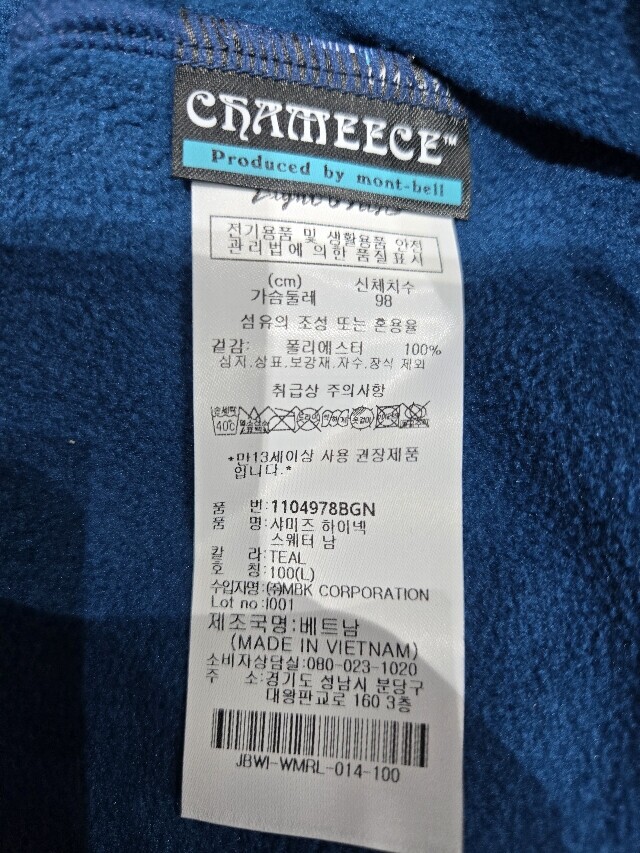 CHAMEECE™
Produced by mont-bell
전기용품 및 생활용품 안전
관리법에 의한 품질표시
(cm) 신체치수
가슴둘레 98
섬유의 조성 또는 혼용율
겉감: 폴리에스터 100%
심지,상표,보강재,자수,장식 제외
취급상 주의사항
40℃
*만13세이상 사용 권장제품
입니다.*
품 번:1104978BGN
품 명:샤미즈 하이넥
스웨터 남
칼 라:TEAL
호 칭:100(L)
수입자명:㈜MBK CORPORATION
Lot no:I001
제조국명:베트남
(MADE IN VIETNAM)
소비자상담실:080-023-1020
주 소:경기도 성남시 분당구
대왕판교로 160 3층
JBWI-WMRL-014-100